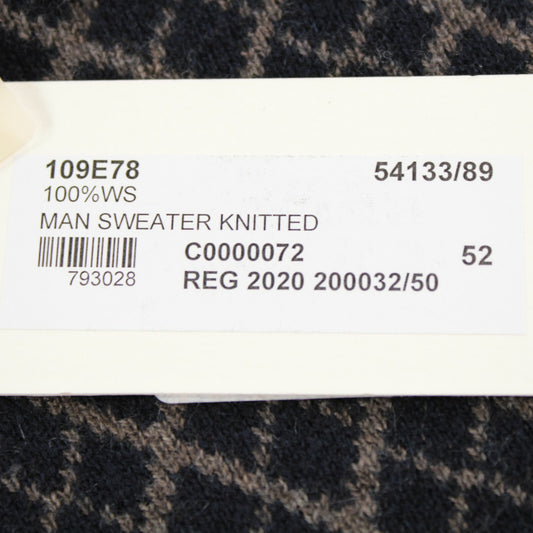 109E78 54133/89
100%WS
MAN SWEATER KNITTED
C0000072 52
793028 REG 2020 200032/50